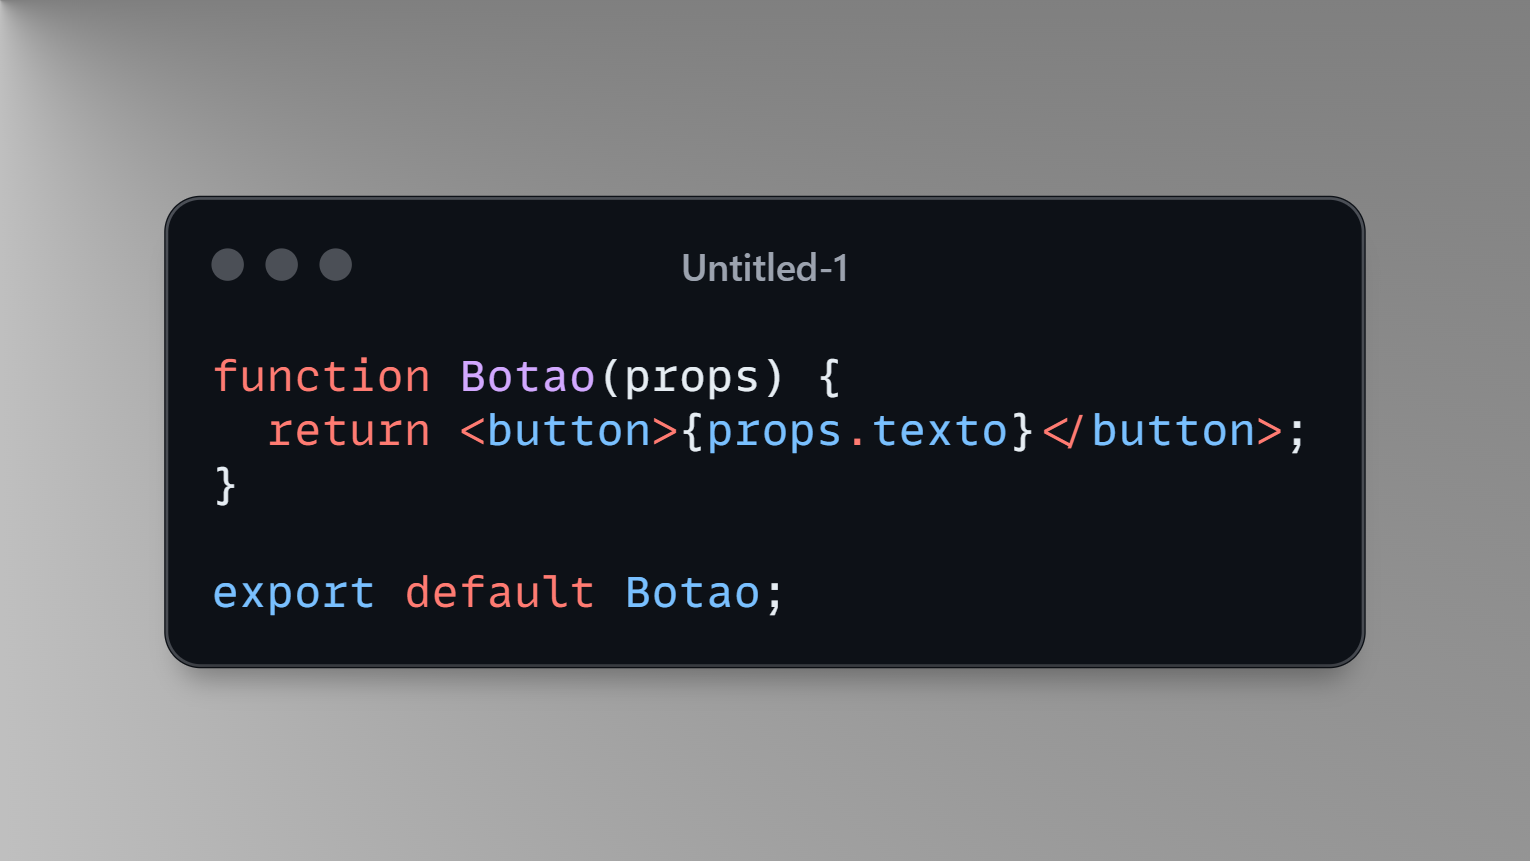 Untitled-1
function Botao(props) {
  return <button>{props.texto}</button>;
}
export default Botao;